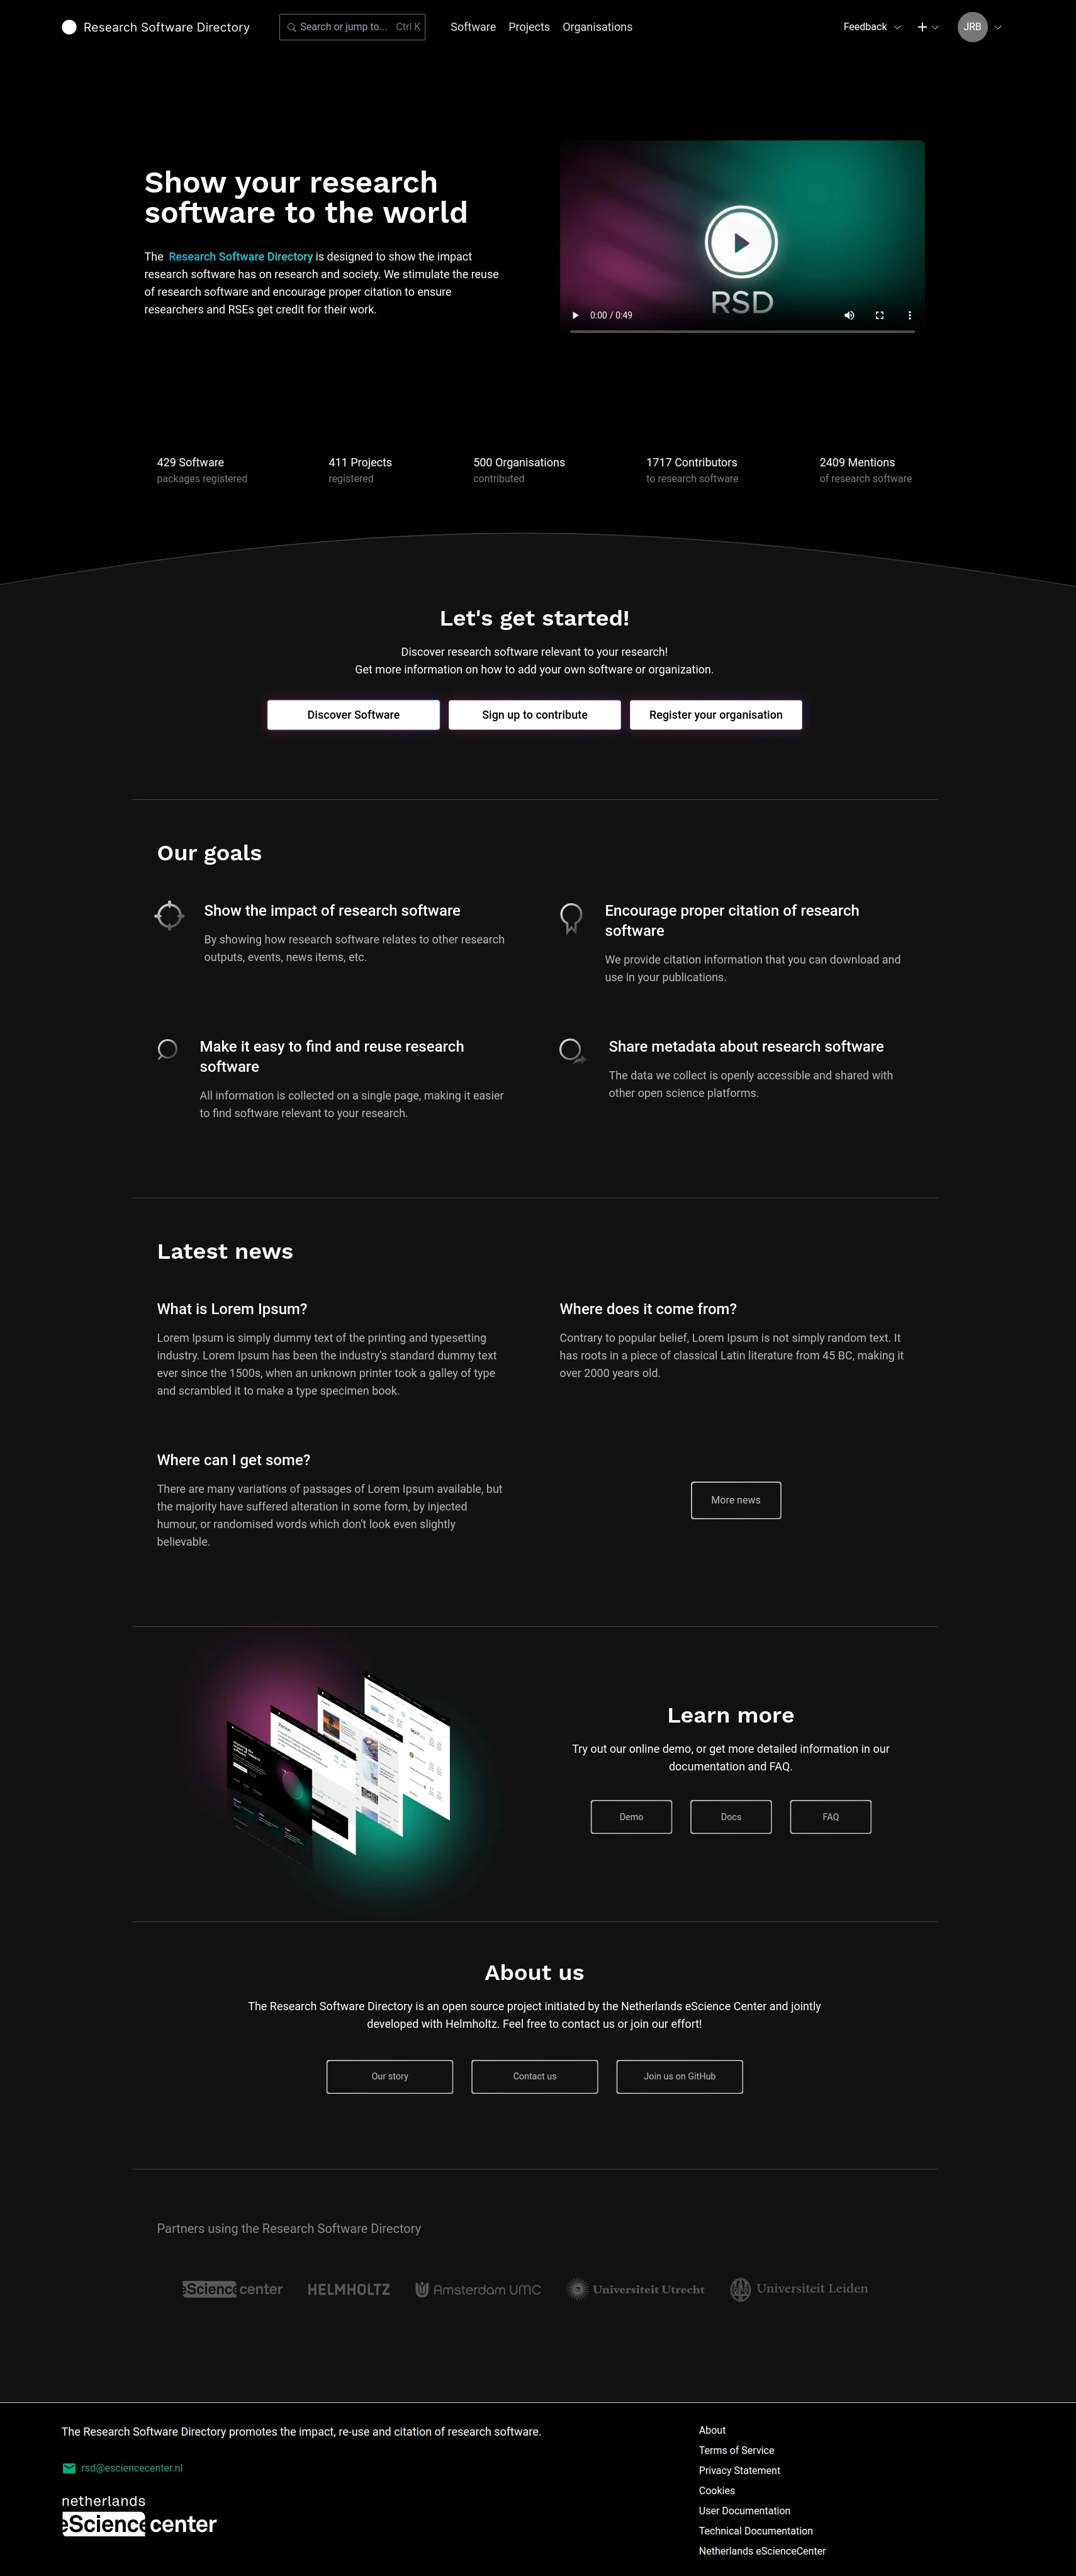 Research Software Directory
Search or jump to... Ctrl K
Software Projects Organisations
Feedback
JRB
Show your research
software to the world
The Research Software Directory is designed to show the impact
research software has on research and society. We stimulate the reuse
of research software and encourage proper citation to ensure
researchers and RSEs get credit for their work.
RSD
0:00 / 0:49
429 Software
packages registered
411 Projects
registered
500 Organisations
contributed
1717 Contributors
to research software
2409 Mentions
of research software
Let's get started!
Discover research software relevant to your research!
Get more information on how to add your own software or organization.
Discover Software
Sign up to contribute
Register your organisation
Our goals
Show the impact of research software
By showing how research software relates to other research
outputs, events, news items, etc.
Encourage proper citation of research
software
We provide citation information that you can download and
use in your publications.
Make it easy to find and reuse research
software
All information is collected on a single page, making it easier
to find software relevant to your research.
Share metadata about research software
The data we collect is openly accessible and shared with
other open science platforms.
Latest news
What is Lorem Ipsum?
Lorem Ipsum is simply dummy text of the printing and typesetting
industry. Lorem Ipsum has been the industry's standard dummy text
ever since the 1500s, when an unknown printer took a galley of type
and scrambled it to make a type specimen book.
Where does it come from?
Contrary to popular belief, Lorem Ipsum is not simply random text. It
has roots in a piece of classical Latin literature from 45 BC, making it
over 2000 years old.
Where can I get some?
There are many variations of passages of Lorem Ipsum available, but
the majority have suffered alteration in some form, by injected
humour, or randomised words which don't look even slightly
believable.
More news
Learn more
Try out our online demo, or get more detailed information in our
documentation and FAQ.
Demo
Docs
FAQ
About us
The Research Software Directory is an open source project initiated by the Netherlands eScience Center and jointly
developed with Helmholtz. Feel free to contact us or join our effort!
Our story
Contact us
Join us on GitHub
Partners using the Research Software Directory
eScience center
HELMHOLTZ
Amsterdam UMC
Universiteit Utrecht
Universiteit Leiden
The Research Software Directory promotes the impact, re-use and citation of research software.
rsd@esciencecenter.nl
netherlands
eScience center
About
Terms of Service
Privacy Statement
Cookies
User Documentation
Technical Documentation
Netherlands eScienceCenter